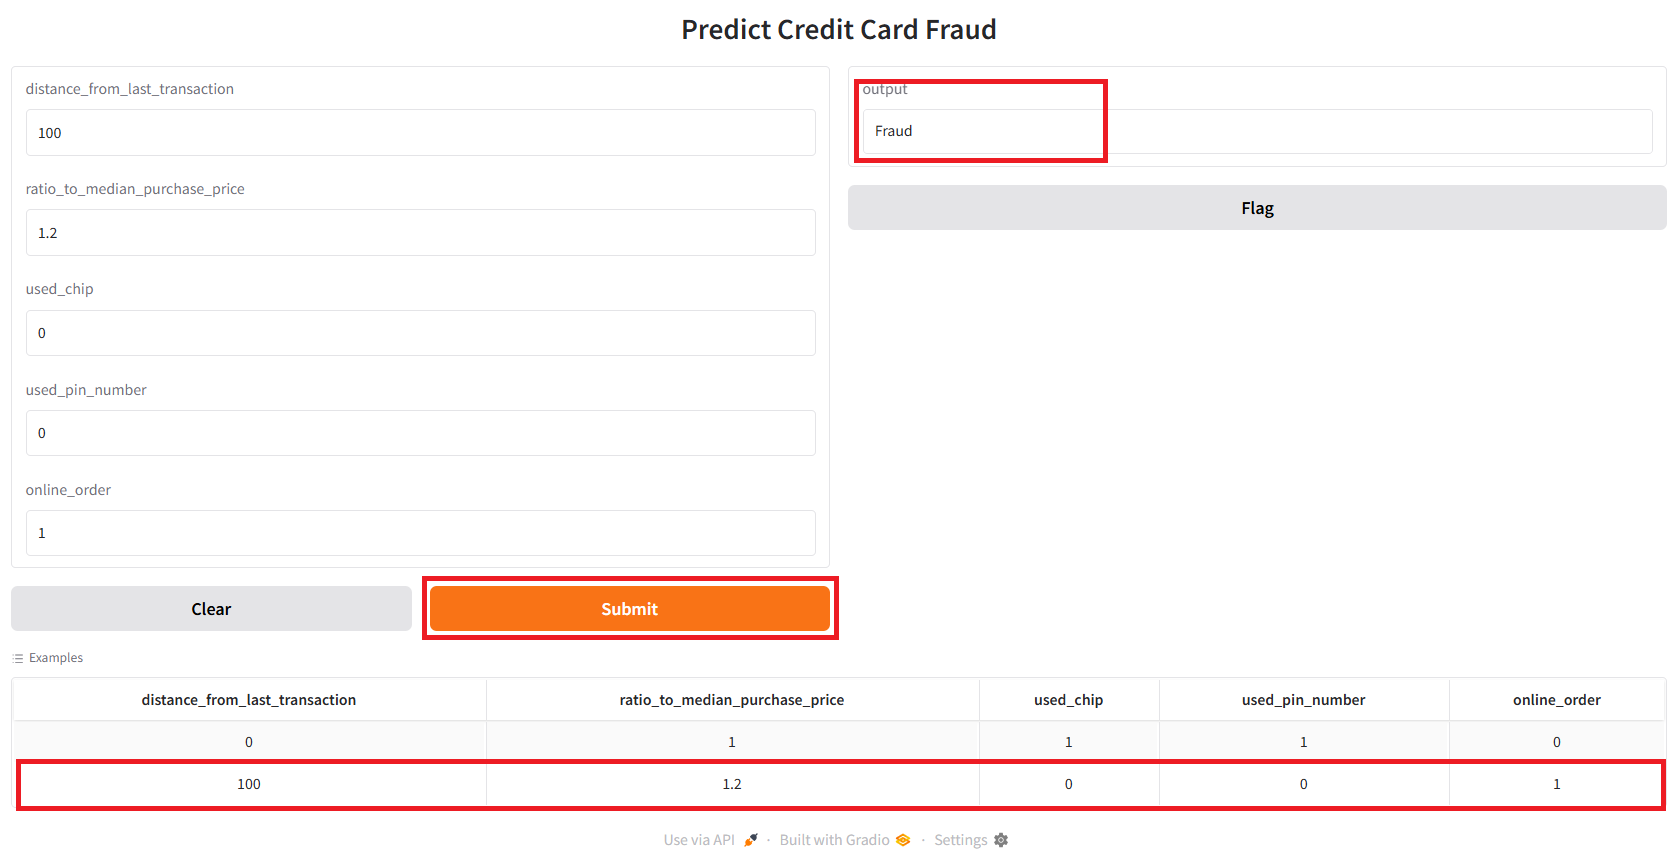 Predict Credit Card Fraud
distance_from_last_transaction
100
ratio_to_median_purchase_price
1.2
used_chip
0
used_pin_number
0
online_order
1
Clear
Submit
output
Fraud
Flag
Examples
distance_from_last_transaction ratio_to_median_purchase_price used_chip used_pin_number online_order
0 1 1 1 0
100 1.2 0 0 1
Use via API · Built with Gradio · Settings